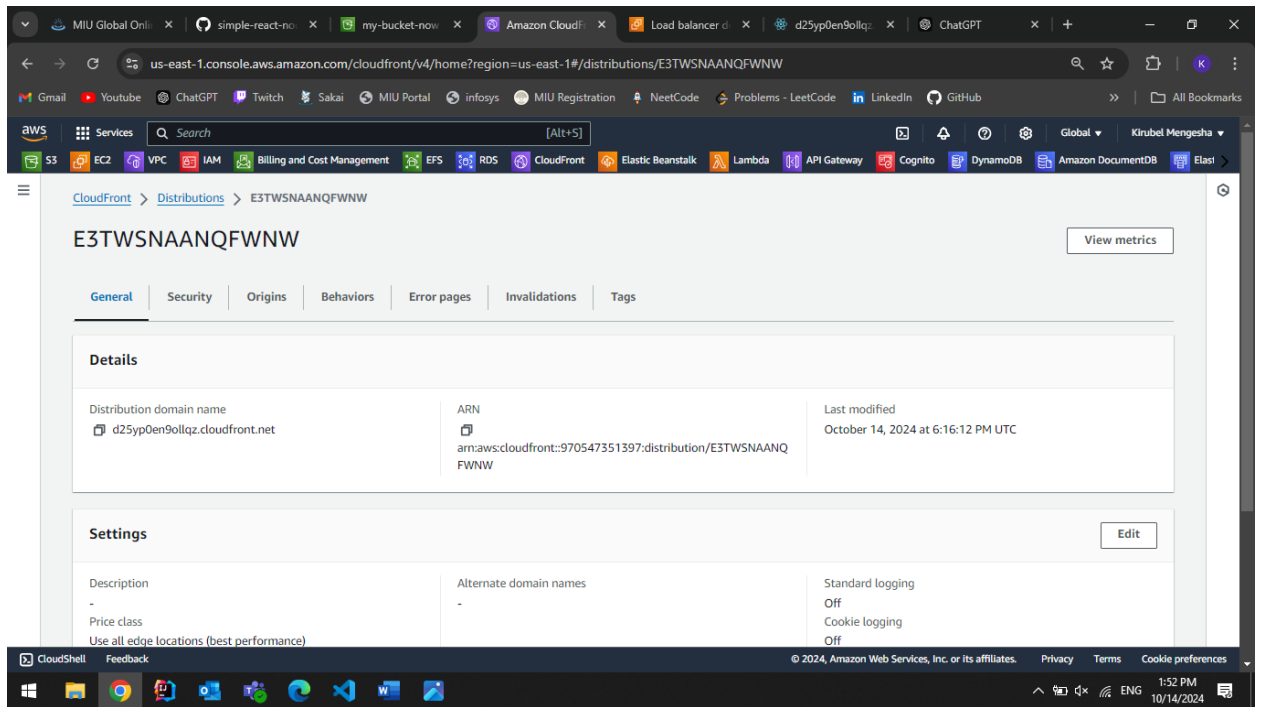 MIU Global Onli
simple-react-no
my-bucket-now
Amazon CloudFr
Load balancer d
d25yp0en9ollqz.
ChatGPT
us-east-1.console.aws.amazon.com/cloudfront/v4/home?region=us-east-1#/distributions/E3TWSNAANQFWNW
K
Gmail Youtube ChatGPT Twitch Sakai MIU Portal infosys MIU Registration NeetCode Problems - LeetCode LinkedIn GitHub » All Bookmarks
aws Services Search [Alt+S] Global Kirubel Mengesha
S3 EC2 VPC IAM Billing and Cost Management EFS RDS CloudFront Elastic Beanstalk Lambda API Gateway Cognito DynamoDB Amazon DocumentDB Elast
CloudFront > Distributions > E3TWSNAANQFWNW
E3TWSNAANQFWNW
View metrics
General Security Origins Behaviors Error pages Invalidations Tags
Details
Distribution domain name
d25yp0en9ollqz.cloudfront.net
ARN
arn:aws:cloudfront::970547351397:distribution/E3TWSNAANQ
FWNW
Last modified
October 14, 2024 at 6:16:12 PM UTC
Settings
Edit
Description
-
Price class
Use all edge locations (best performance)
Alternate domain names
-
Standard logging
Off
Cookie logging
Off
CloudShell Feedback © 2024, Amazon Web Services, Inc. or its affiliates. Privacy Terms Cookie preferences
ENG
1:52 PM
10/14/2024